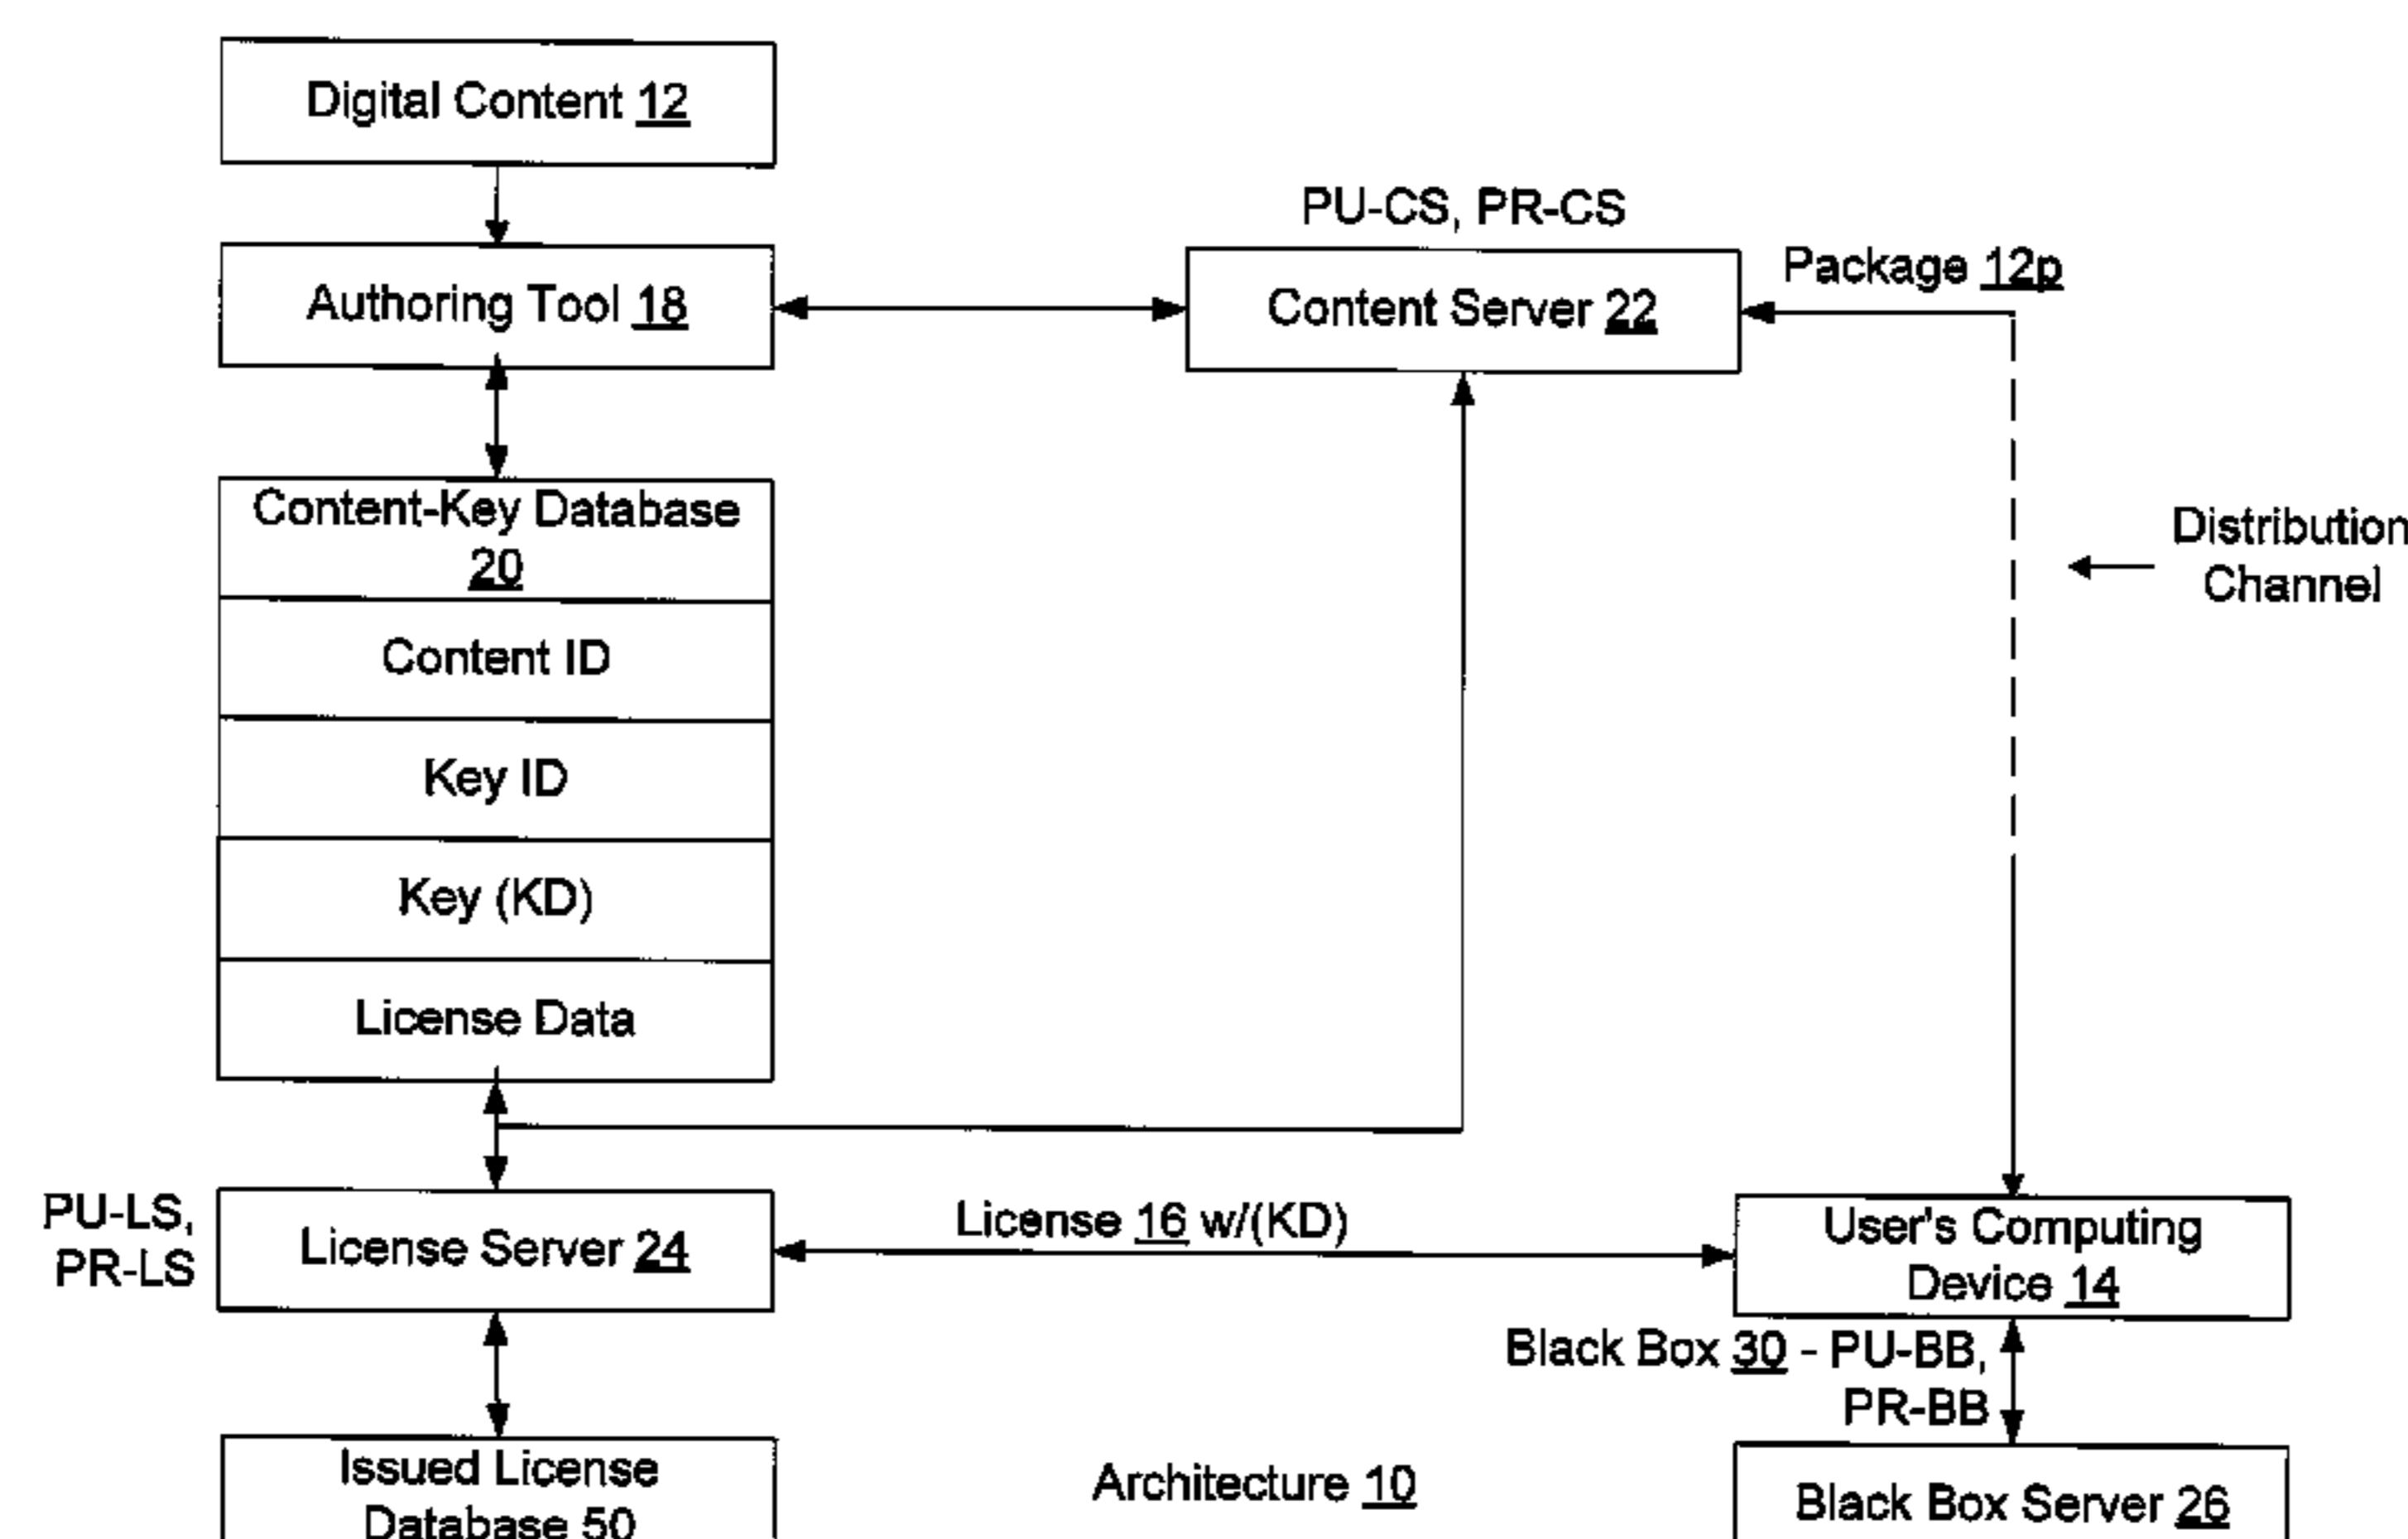 Digital Content 12
PU-CS, PR-CS
Package 12p
Authoring Tool 18
Content Server 22
Content-Key Database
20
Distribution
Channel
Content ID
Key ID
Key (KD)
License Data
PU-LS,
PR-LS
License Server 24
License 16 w/(KD)
User's Computing
Device 14
Black Box 30 - PU-BB,
PR-BB
Issued License
Database 50
Architecture 10
Black Box Server 26